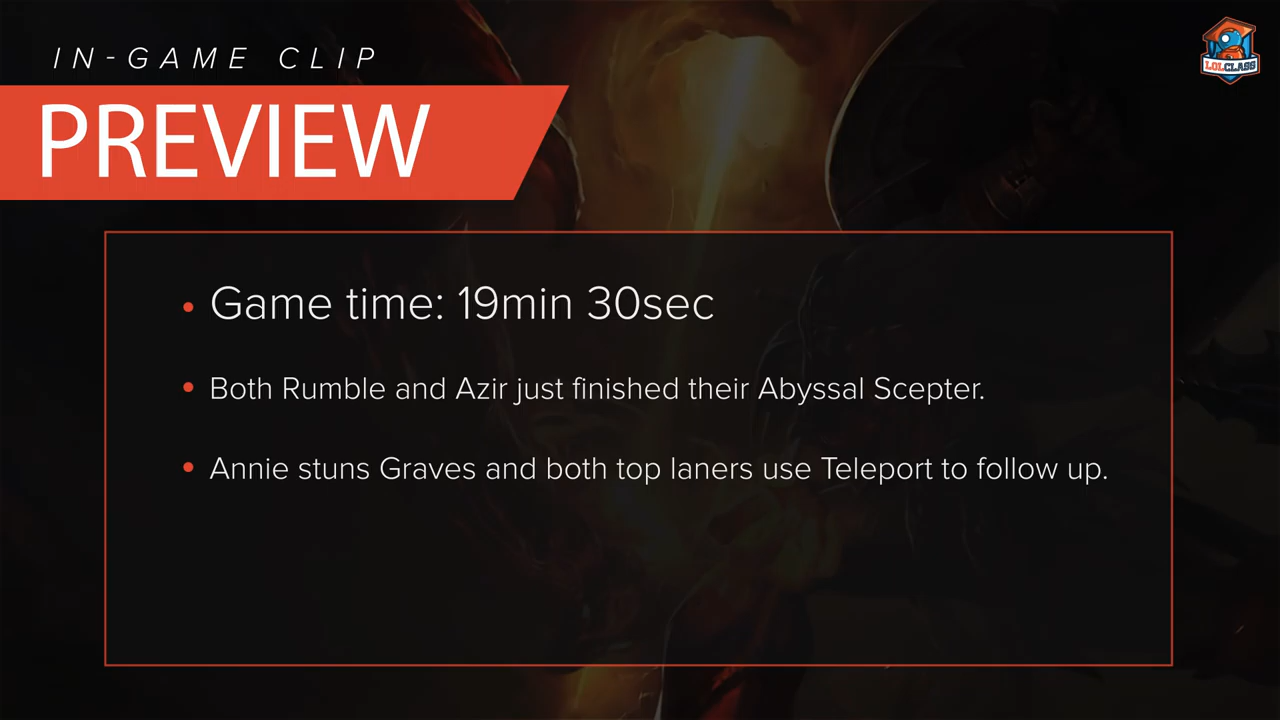 IN-GAME CLIP
PREVIEW
LOLCLASS
• Game time: 19min 30sec
• Both Rumble and Azir just finished their Abyssal Scepter.
• Annie stuns Graves and both top laners use Teleport to follow up.